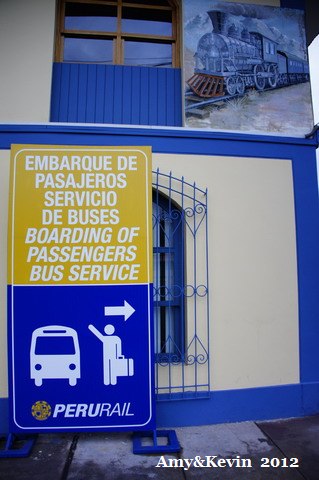 EMBARQUE DE
PASAJEROS
SERVICIO
DE BUSES
BOARDING OF
PASSENGERS
BUS SERVICE
PERURAIL
Amy&Kevin 2012